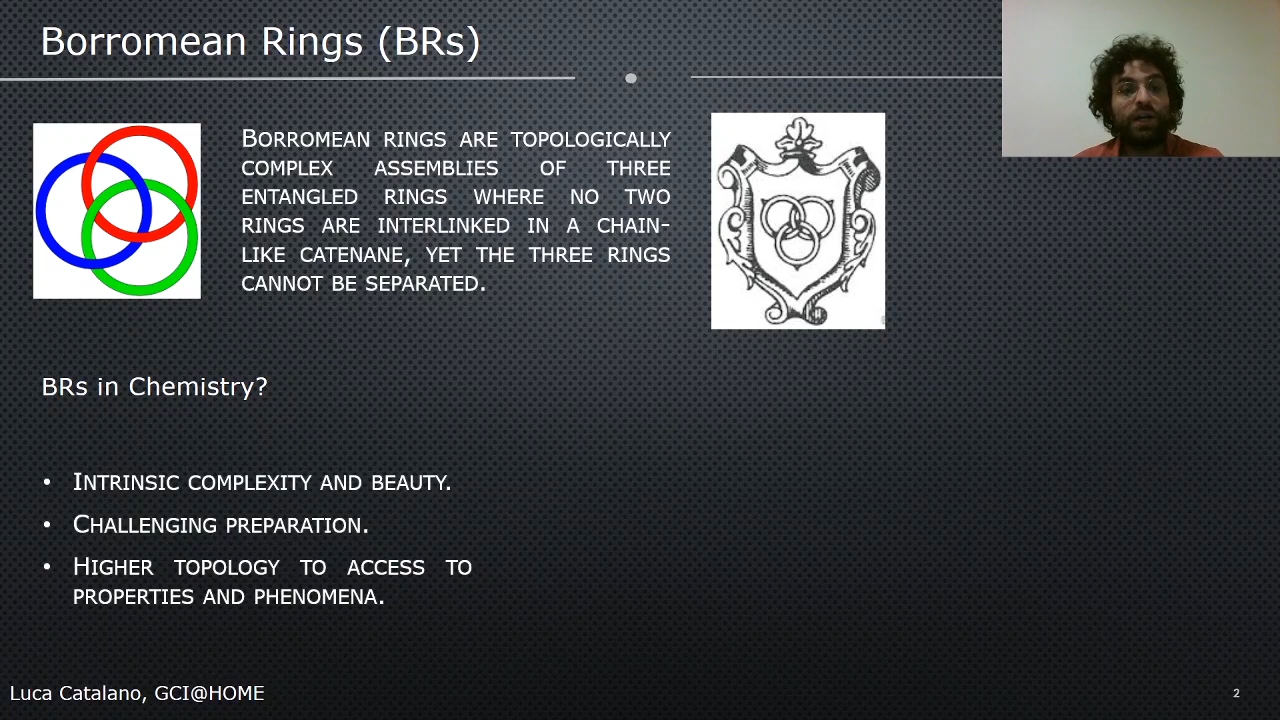 Borromean Rings (BRs)
BORROMEAN RINGS ARE TOPOLOGICALLY
COMPLEX ASSEMBLIES OF THREE
ENTANGLED RINGS WHERE NO TWO
RINGS ARE INTERLINKED IN A CHAIN-
LIKE CATENANE, YET THE THREE RINGS
CANNOT BE SEPARATED.
BRs in Chemistry?
• INTRINSIC COMPLEXITY AND BEAUTY.
• CHALLENGING PREPARATION.
• HIGHER TOPOLOGY TO ACCESS TO
PROPERTIES AND PHENOMENA.
Luca Catalano, GCI@HOME
2